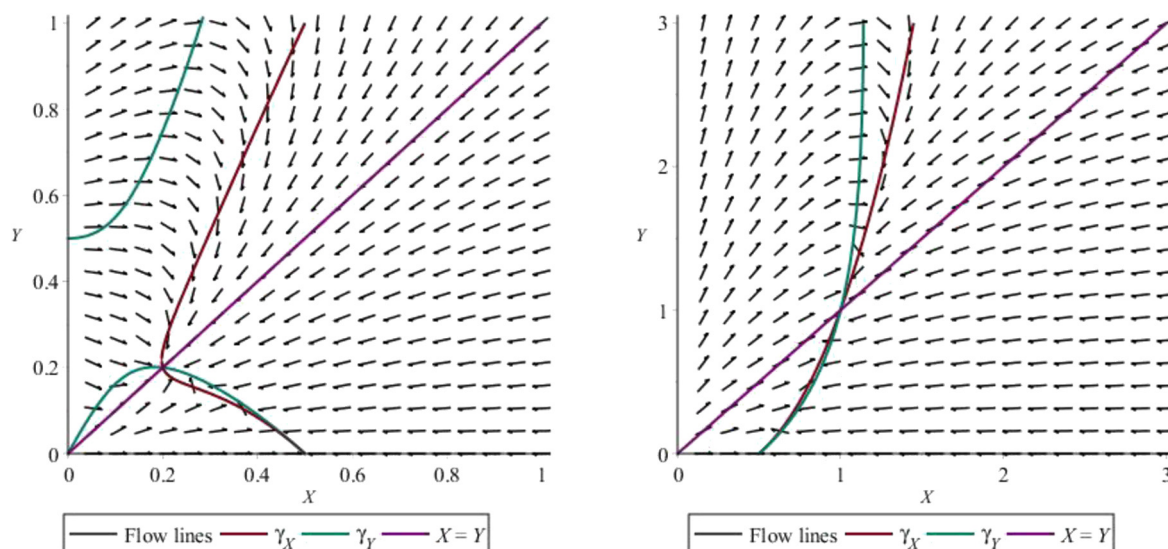 1
0.8
0.6
Y
0.4
0.2
0
0 0.2 0.4 0.6 0.8 1
X
Flow lines γX γY X = Y
3
2
Y
1
0
0 1 2 3
X
Flow lines γX γY X = Y